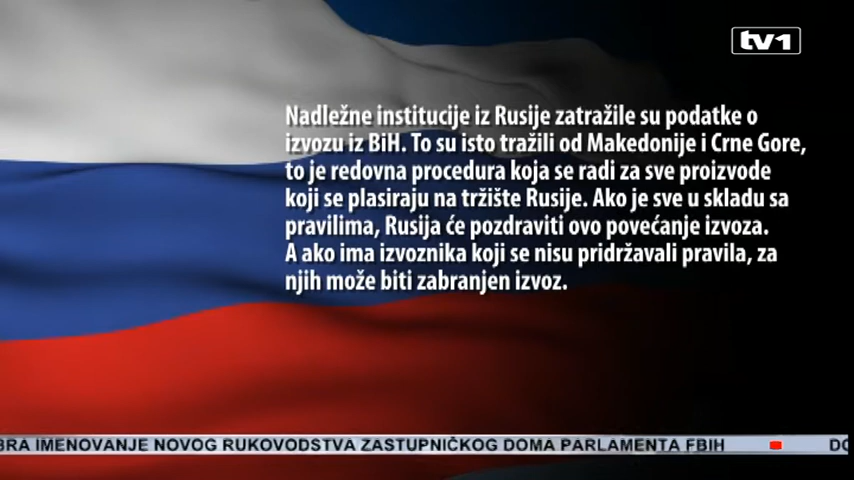 tv1
Nadležne institucije iz Rusije zatražile su podatke o
izvozu iz BiH. To su isto tražili od Makedonije i Crne Gore,
to je redovna procedura koja se radi za sve proizvode
koji se plasiraju na tržište Rusije. Ako je sve u skladu sa
pravilima, Rusija će pozdraviti ovo povećanje izvoza.
A ako ima izvoznika koji se nisu pridržavali pravila, za
njih može biti zabranjen izvoz.
BRA IMENOVANJE NOVOG RUKOVODSTVA ZASTUPNIČKOG DOMA PARLAMENTA FBIH